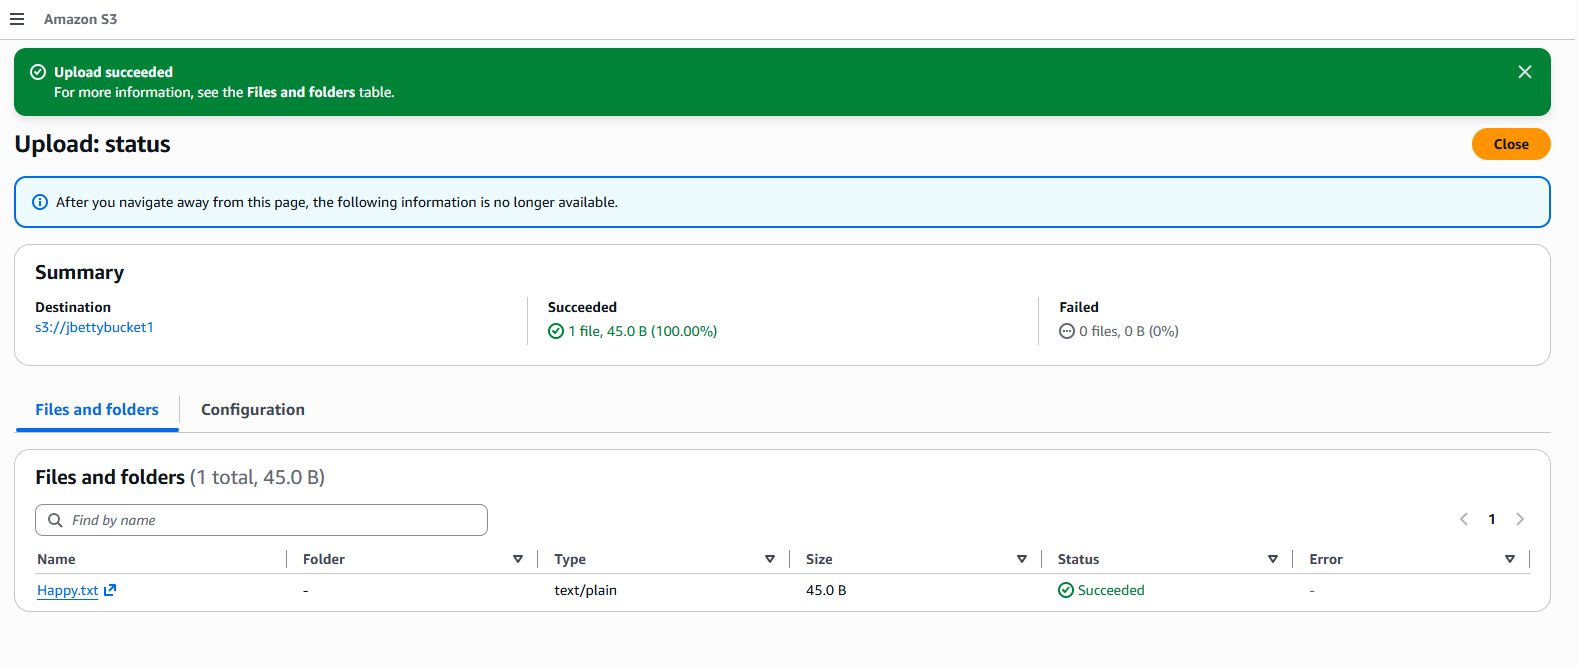 Amazon S3
Upload succeeded
For more information, see the Files and folders table.
Upload: status
Close
After you navigate away from this page, the following information is no longer available.
Summary
Destination
s3://jbettybucket1
Succeeded
1 file, 45.0 B (100.00%)
Failed
0 files, 0 B (0%)
Files and folders
Configuration
Files and folders (1 total, 45.0 B)
Find by name
1
Name Folder Type Size Status Error
Happy.txt - text/plain 45.0 B Succeeded -